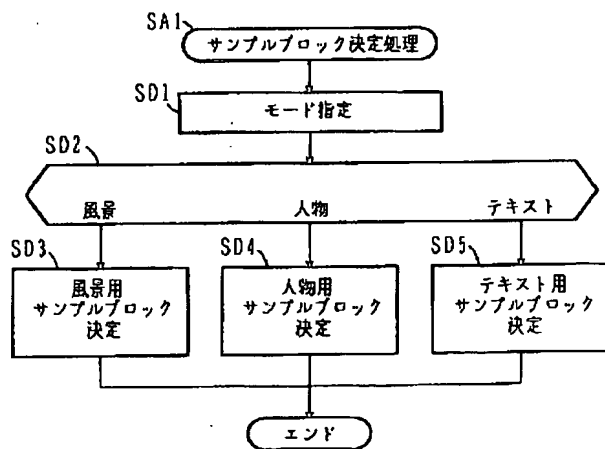 SA1
サンプルブロック決定処理
SD1
モード指定
SD2
風景 人物 テキスト
SD3
風景用
サンプルブロック
決定
SD4
人物用
サンプルブロック
決定
SD5
テキスト用
サンプルブロック
決定
エンド